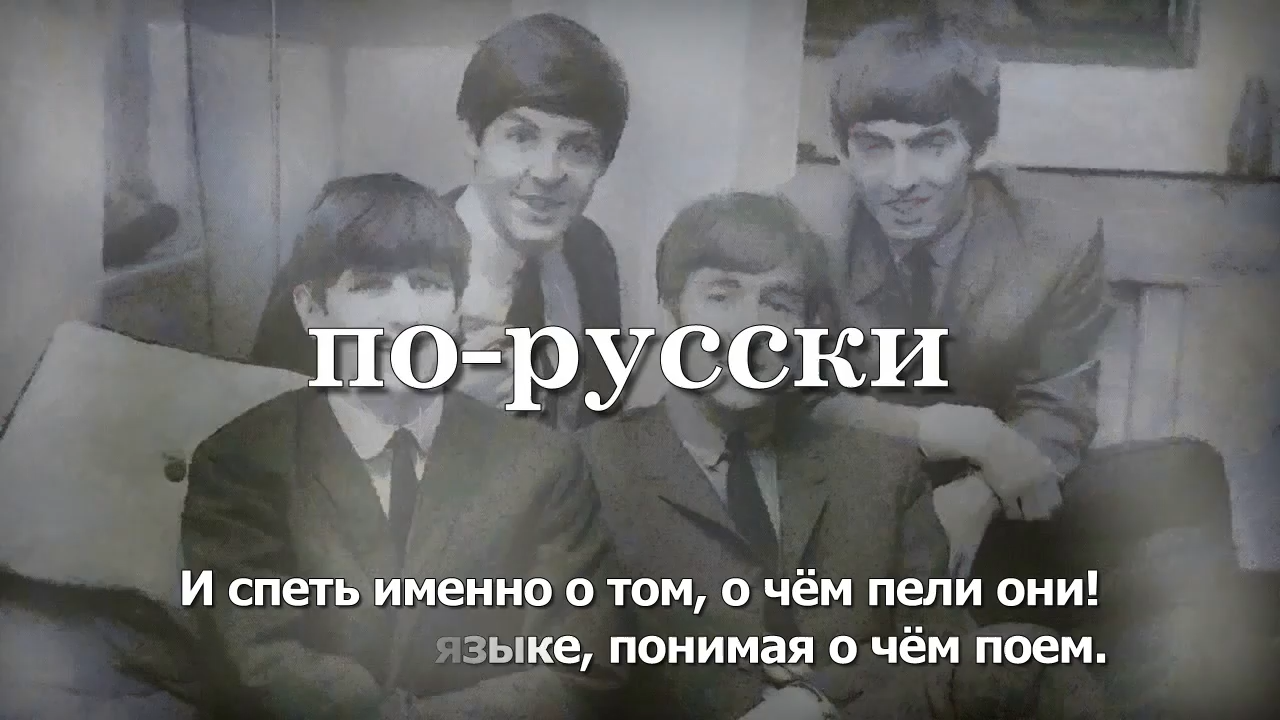 по-русски
И спеть именно о том, о чём пели они!
языке, понимая о чём поем.